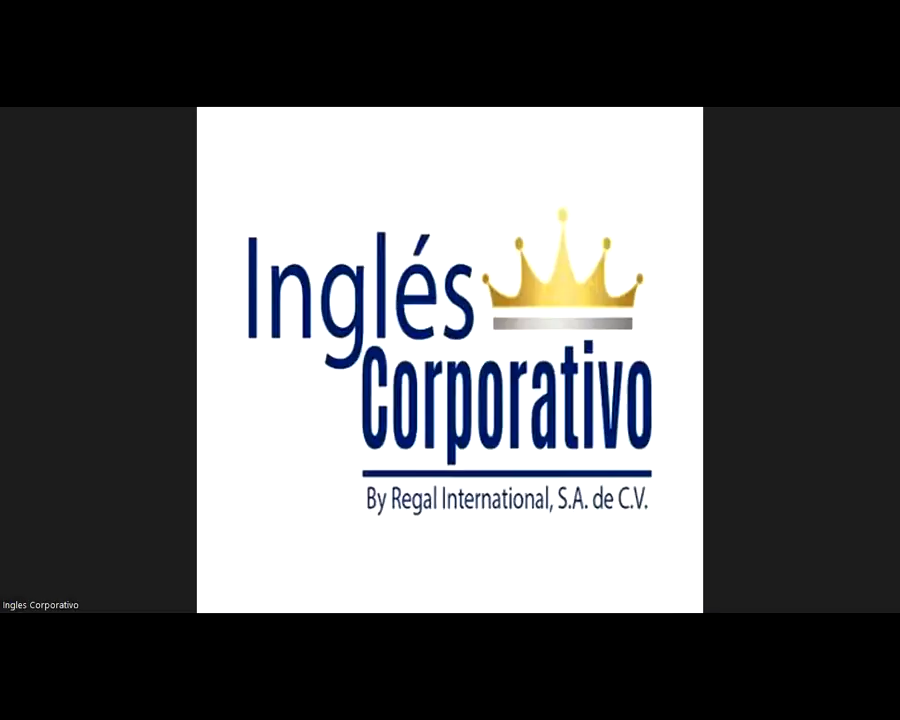 Inglés
Corporativo
By Regal International, S.A. de C.V.
Ingles Corporativo